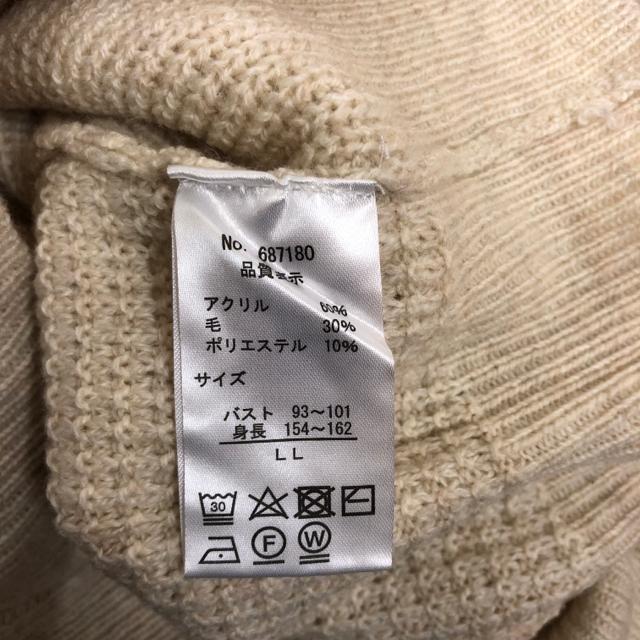 No. 687180
品質表示
アクリル 60%
毛 30%
ポリエステル 10%
サイズ
バスト 93～101
身長 154～162
LL
30
F W